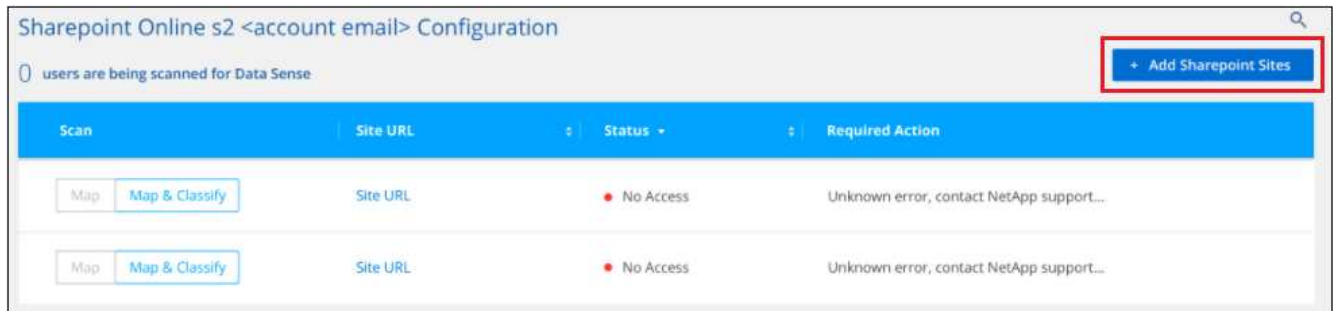 Sharepoint Online s2 <account email> Configuration
0 users are being scanned for Data Sense
+ Add Sharepoint Sites
Scan Site URL Status Required Action
Map Map & Classify Site URL No Access Unknown error, contact NetApp support...
Map Map & Classify Site URL No Access Unknown error, contact NetApp support...